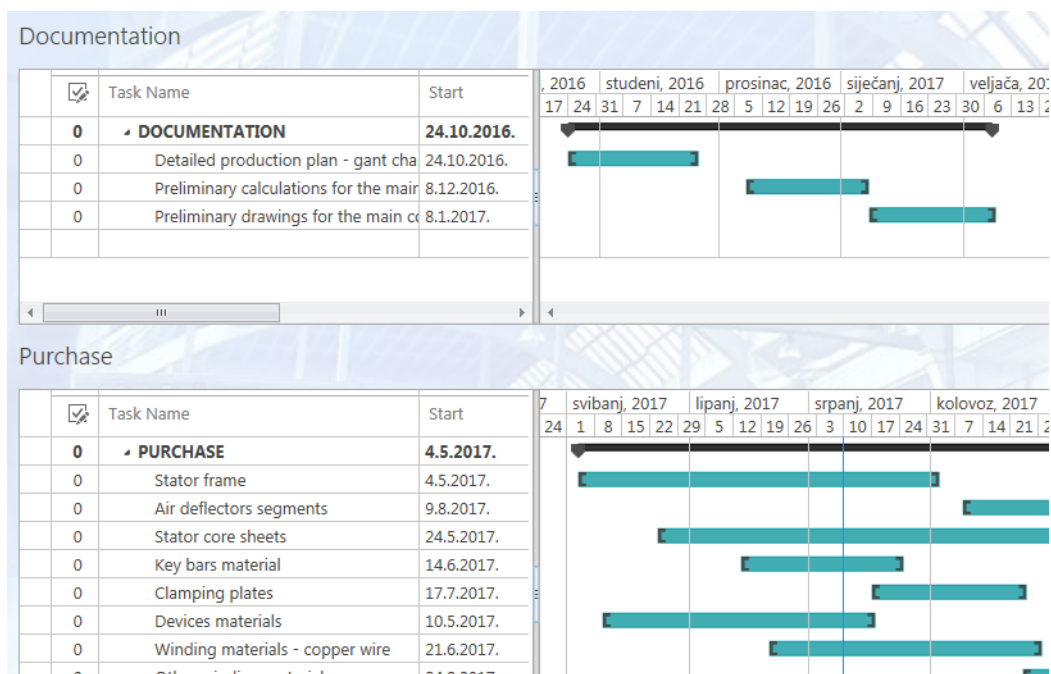 Documentation
Task Name Start , 2016 studeni, 2016 prosinac, 2016 siječanj, 2017 veljača, 201
17 24 31 7 14 21 28 5 12 19 26 2 9 16 23 30 6 13 2
0 DOCUMENTATION 24.10.2016.
0 Detailed production plan - gant cha 24.10.2016.
0 Preliminary calculations for the main 8.12.2016.
0 Preliminary drawings for the main co 8.1.2017.
Purchase
Task Name Start 7 svibanj, 2017 lipanj, 2017 srpanj, 2017 kolovoz, 2017
24 1 8 15 22 29 5 12 19 26 3 10 17 24 31 7 14 21 2
0 PURCHASE 4.5.2017.
0 Stator frame 4.5.2017.
0 Air deflectors segments 9.8.2017.
0 Stator core sheets 24.5.2017.
0 Key bars material 14.6.2017.
0 Clamping plates 17.7.2017.
0 Devices materials 10.5.2017.
0 Winding materials - copper wire 21.6.2017.